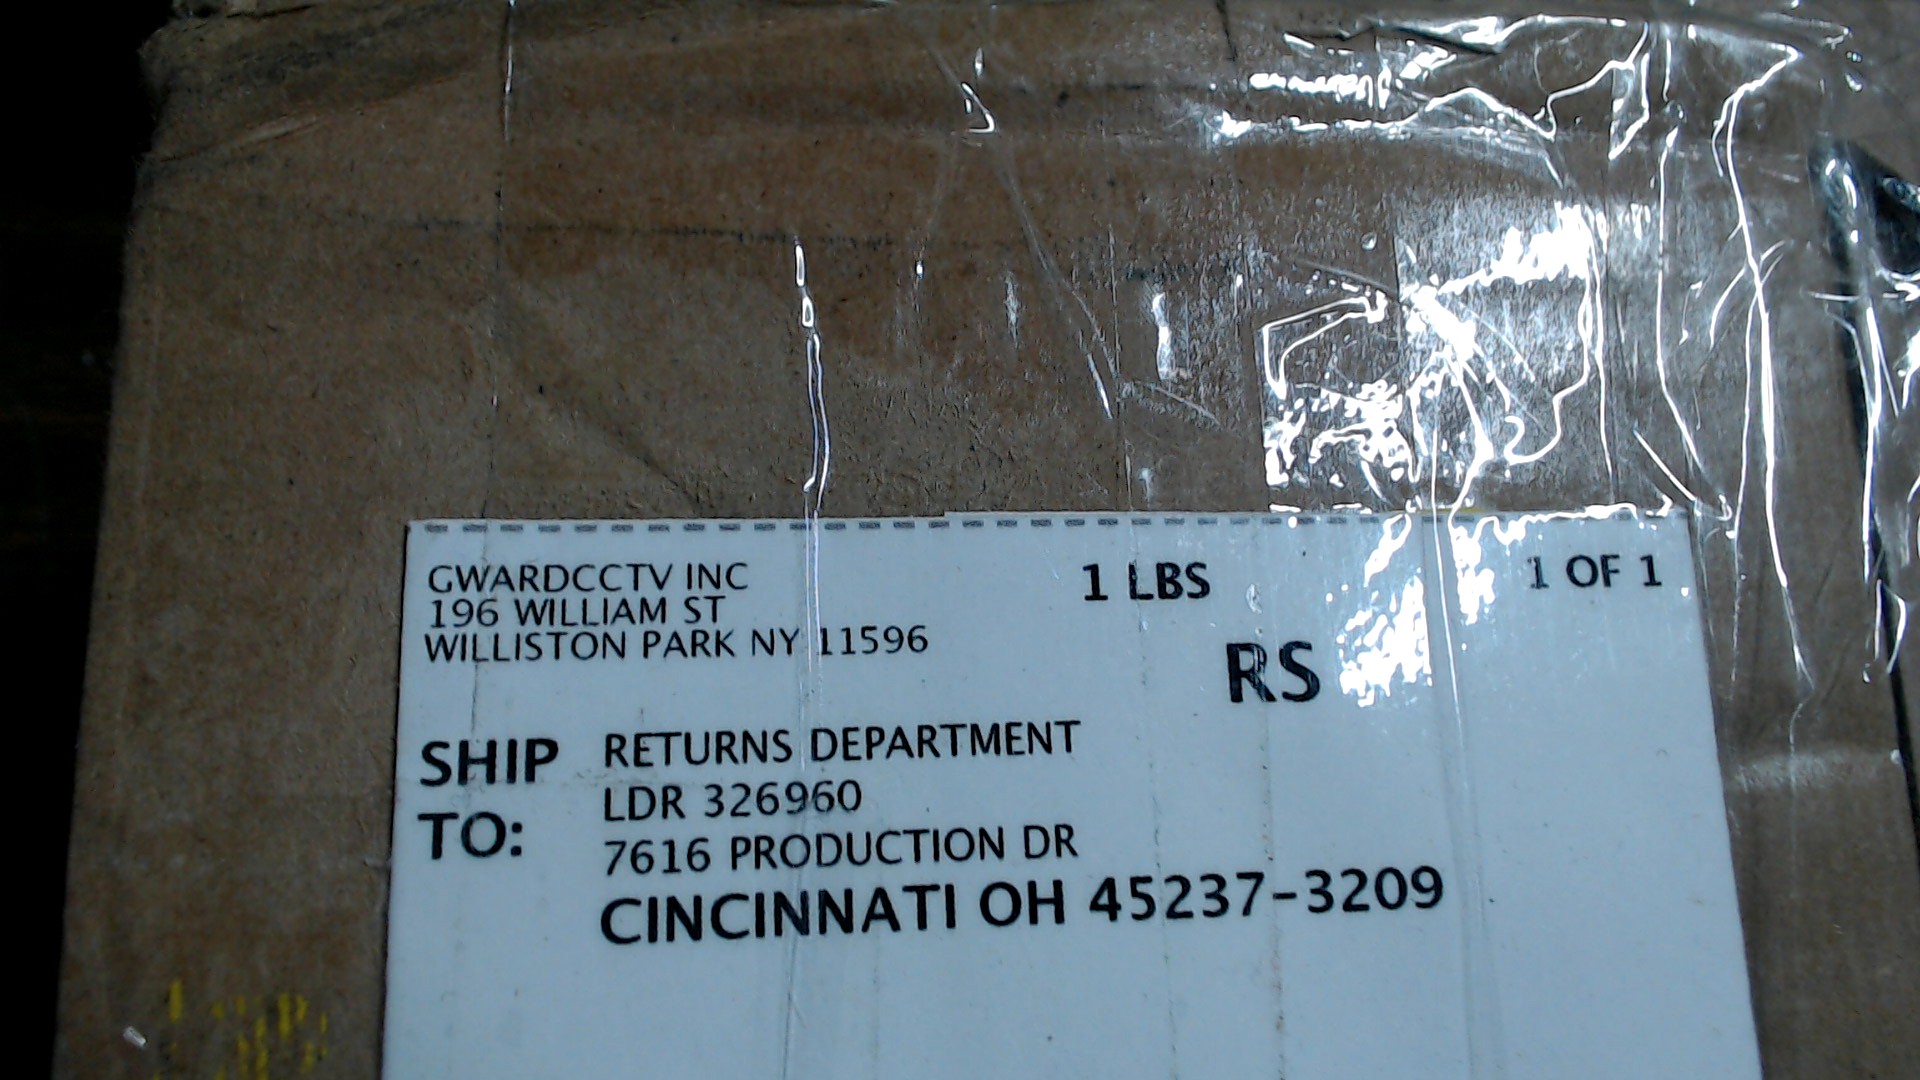 GWARDCCTV INC
196 WILLIAM ST
WILLISTON PARK NY 11596
1 LBS
1 OF 1
RS
SHIP TO:
RETURNS DEPARTMENT
LDR 326960
7616 PRODUCTION DR
CINCINNATI OH 45237-3209